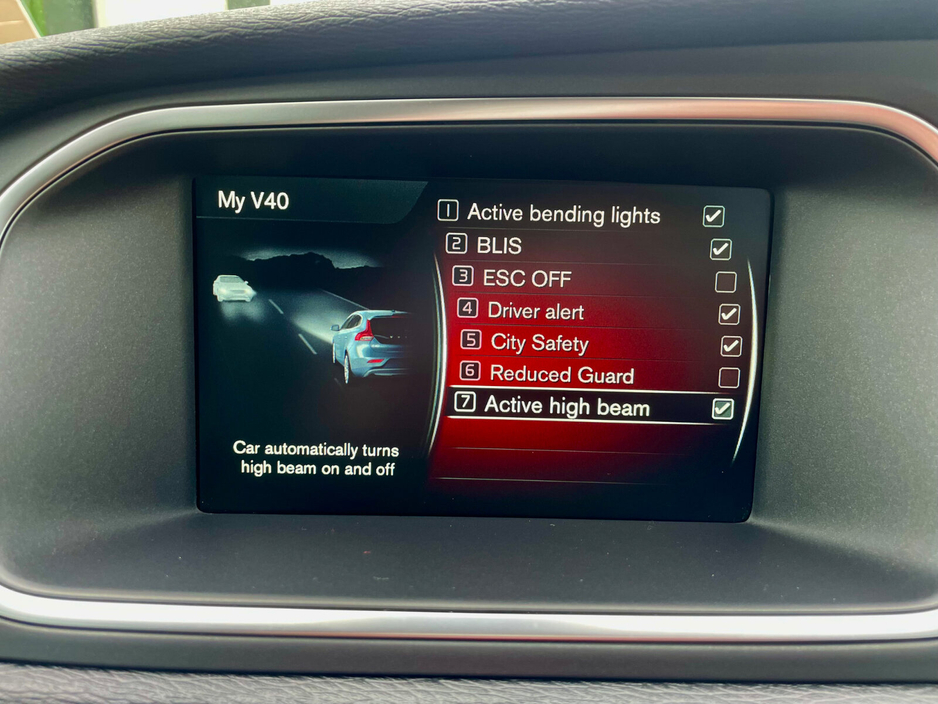 My V40
1 Active bending lights
2 BLIS
3 ESC OFF
4 Driver alert
5 City Safety
6 Reduced Guard
7 Active high beam
Car automatically turns
high beam on and off